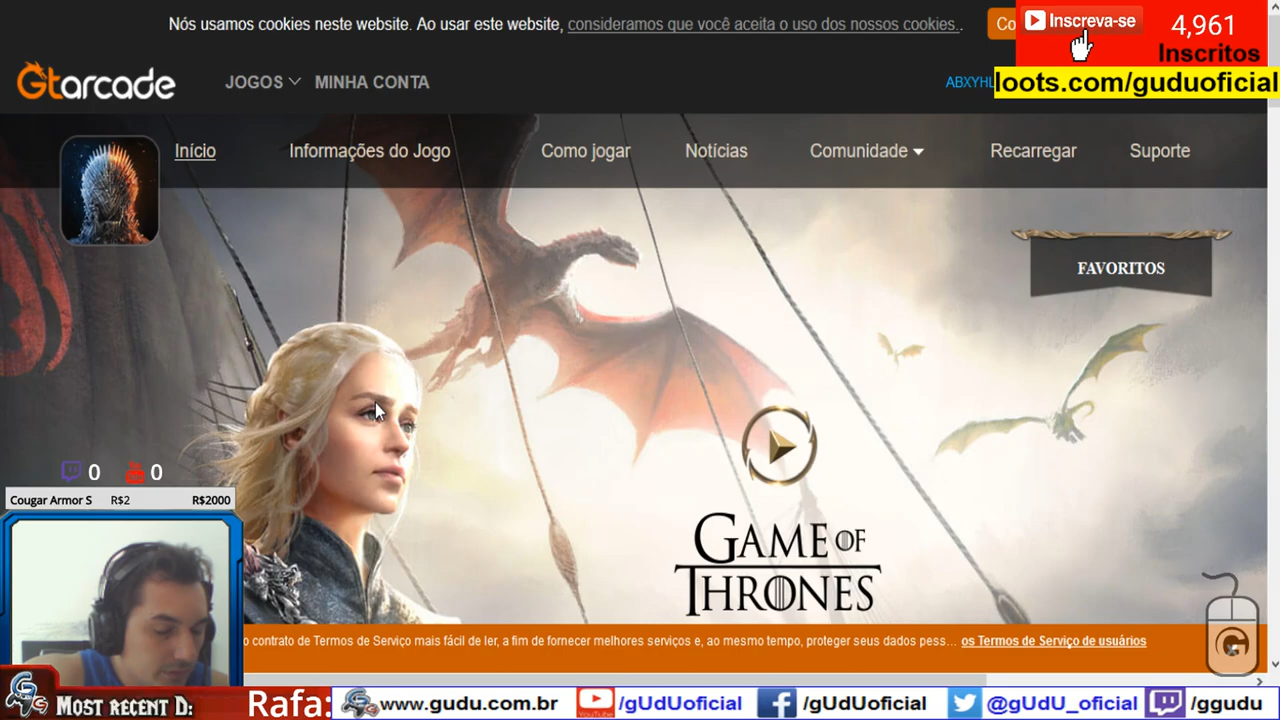 Nós usamos cookies neste website. Ao usar este website, consideramos que você aceita o uso dos nossos cookies..
Co
Inscreva-se
4,961
Inscritos
Gtarcade
JOGOS
MINHA CONTA
ABXYHL
loots.com/guduoficial
Início
Informações do Jogo
Como jogar
Notícias
Comunidade
Recarregar
Suporte
FAVORITOS
0
0
Cougar Armor S R$2 R$2000
GAME OF
THRONES
o contrato de Termos de Serviço mais fácil de ler, a fim de fornecer melhores serviços e, ao mesmo tempo, proteger seus dados pess... os Termos de Serviço de usuários
MOST RECENT D:
Rafa:
www.gudu.com.br
YouTube
/gUdUoficial
/gUdUoficial
@gUdU_oficial
/ggudu